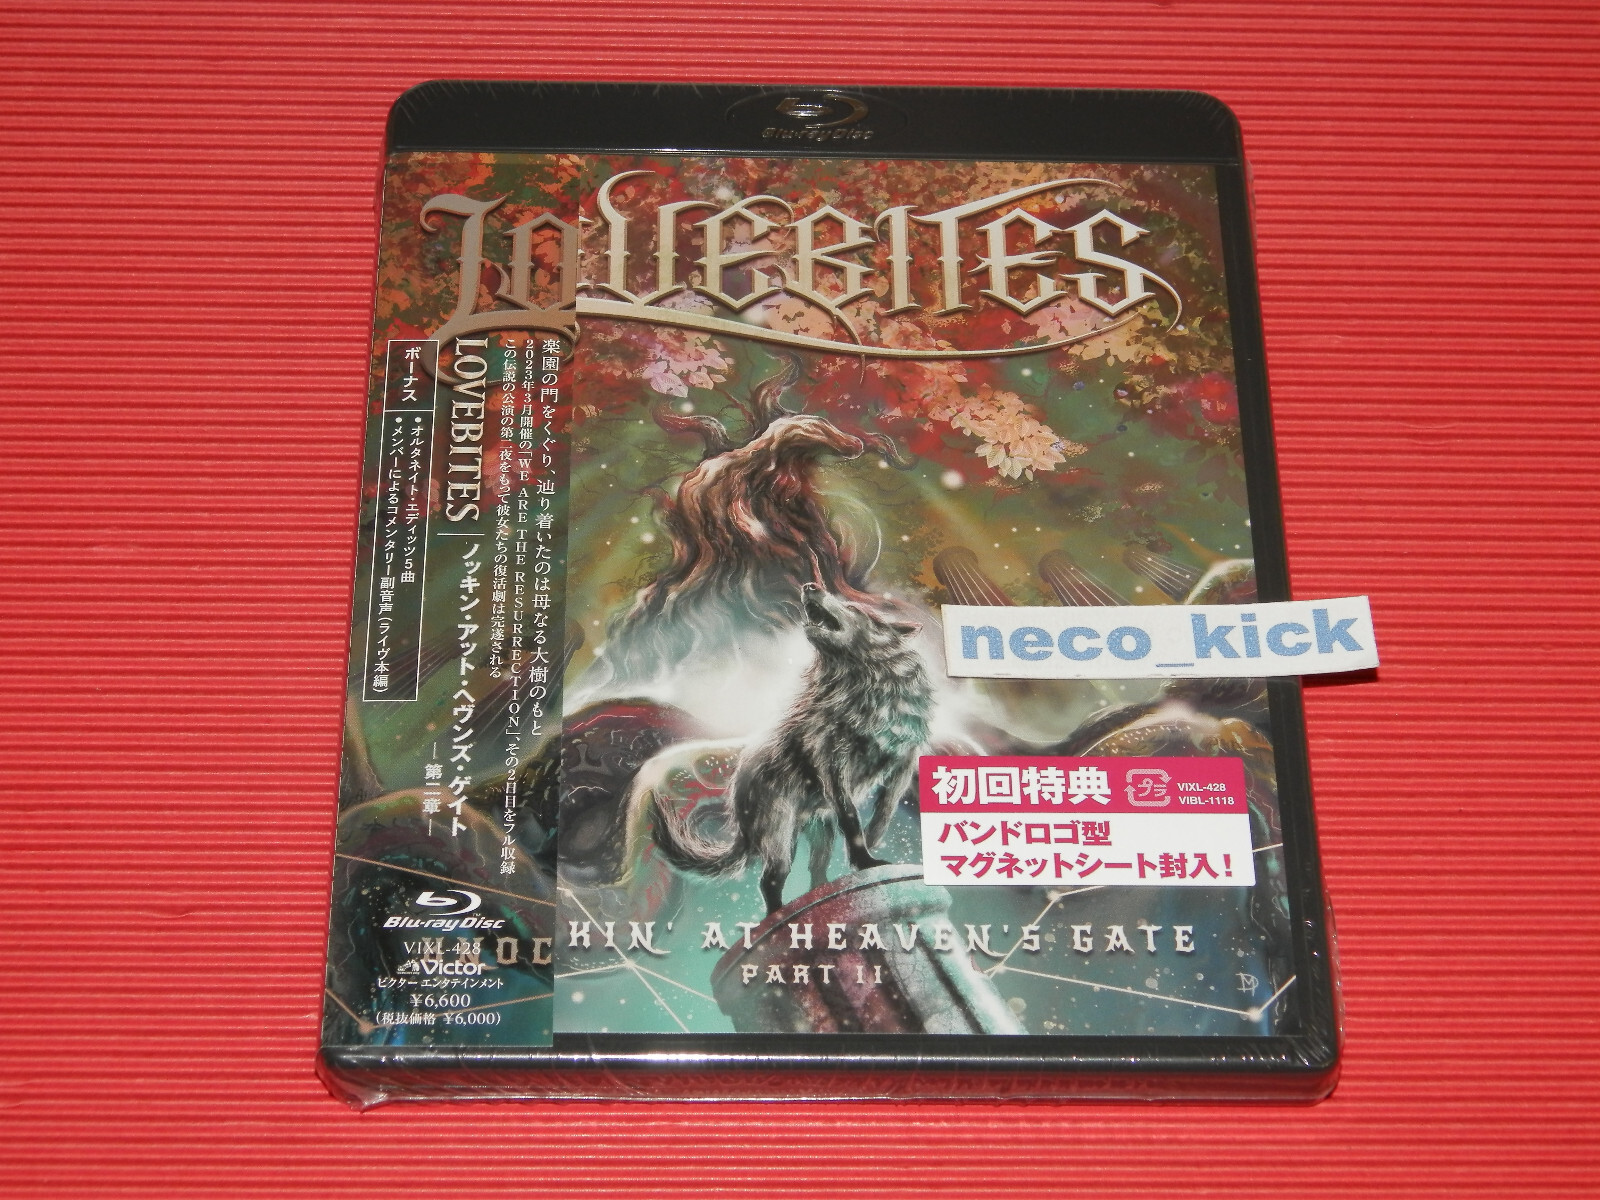 Blu-ray Disc
LOVEBITES
楽園の門をくぐり、辿り着いたのは母なる大樹のもと
2023年3月開催の「WE ARE THE RESURRECTION」、その2日目をフル収録
この伝説の公演の第二夜をもって彼女たちの復活劇は完遂される
LOVEBITES
ノッキン・アット・ヘヴンズ・ゲイト
―第二章―
ボーナス
●オルタネイト・エディッツ5曲
●メンバーによるコメンタリー副音声(ライヴ本編)
neco_kick
初回特典
プラ
VIXL-428
VIBL-1118
バンドロゴ型
マグネットシート封入!
Blu-ray Disc™
KNOCKIN' AT HEAVEN'S GATE
PART II
VIXL-428
Victor
ビクター エンタテインメント
¥6,600
(税抜価格 ¥6,000)